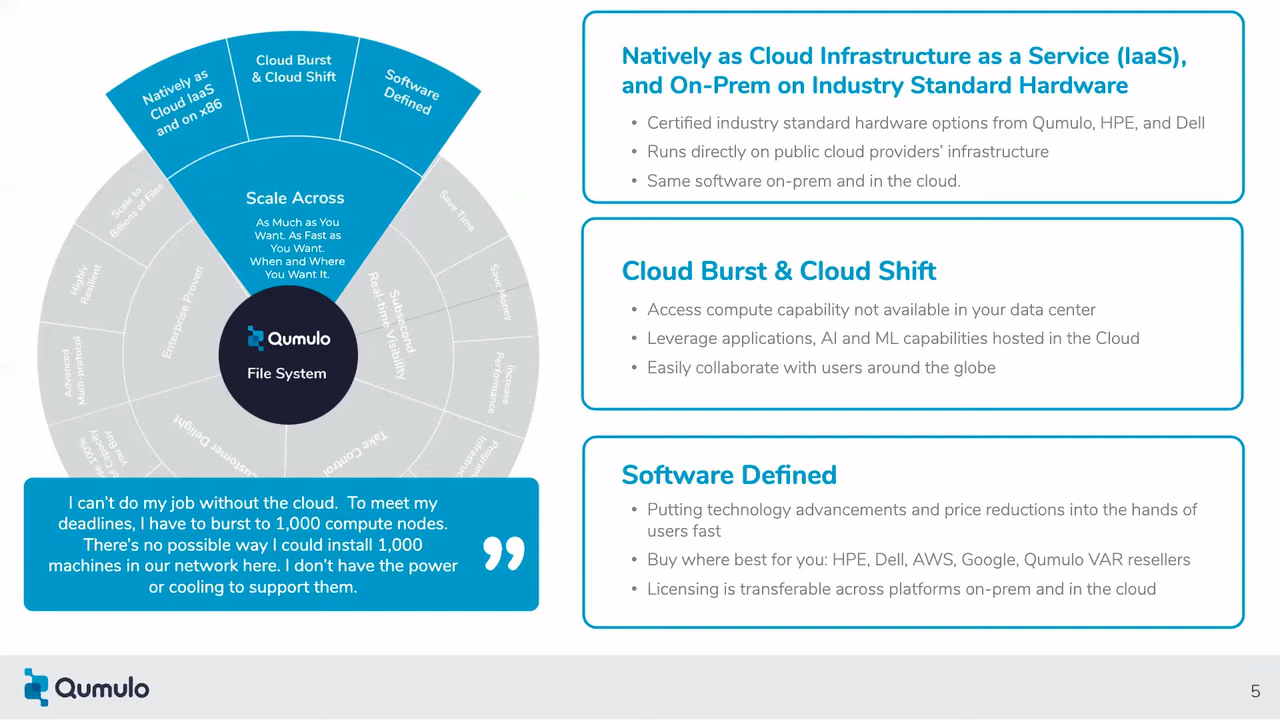 Natively as
Cloud IaaS
and on x86
Cloud Burst
& Cloud Shift
Software
Defined
Scale Across
As Much as You
Want. As Fast as
You Want.
When and Where
You Want It.
Scale to
Billions of Files
Highly
Resilient
Advanced
Multi-protocol
Enterprise Proven
Save Time
Save Money
Increase
Performance
Subsecond
Real-time Visibility
Qumulo
File System
Customer Delight
Take Control
100%
of Capacity
you Buy
I can't do my job without the cloud. To meet my
deadlines, I have to burst to 1,000 compute nodes.
There's no possible way I could install 1,000
machines in our network here. I don't have the power
or cooling to support them.
”
Natively as Cloud Infrastructure as a Service (IaaS),
and On-Prem on Industry Standard Hardware
• Certified industry standard hardware options from Qumulo, HPE, and Dell
• Runs directly on public cloud providers' infrastructure
• Same software on-prem and in the cloud.
Cloud Burst & Cloud Shift
• Access compute capability not available in your data center
• Leverage applications, AI and ML capabilities hosted in the Cloud
• Easily collaborate with users around the globe
Software Defined
• Putting technology advancements and price reductions into the hands of
users fast
• Buy where best for you: HPE, Dell, AWS, Google, Qumulo VAR resellers
• Licensing is transferable across platforms on-prem and in the cloud
Qumulo
5